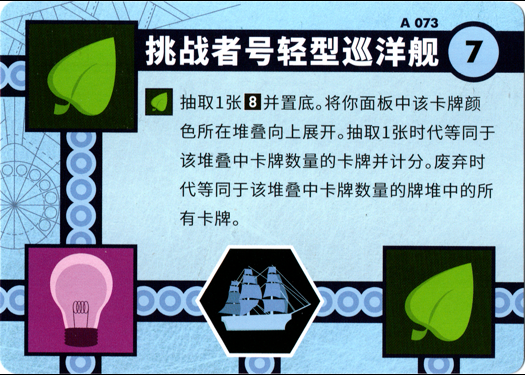 A 073
挑战者号轻型巡洋舰 7
抽取1张8并置底。将你面板中该卡牌颜
色所在堆叠向上展开。抽取1张时代等同于
该堆叠中卡牌数量的卡牌并计分。废弃时
代等同于该堆叠中卡牌数量的牌堆中的所
有卡牌。